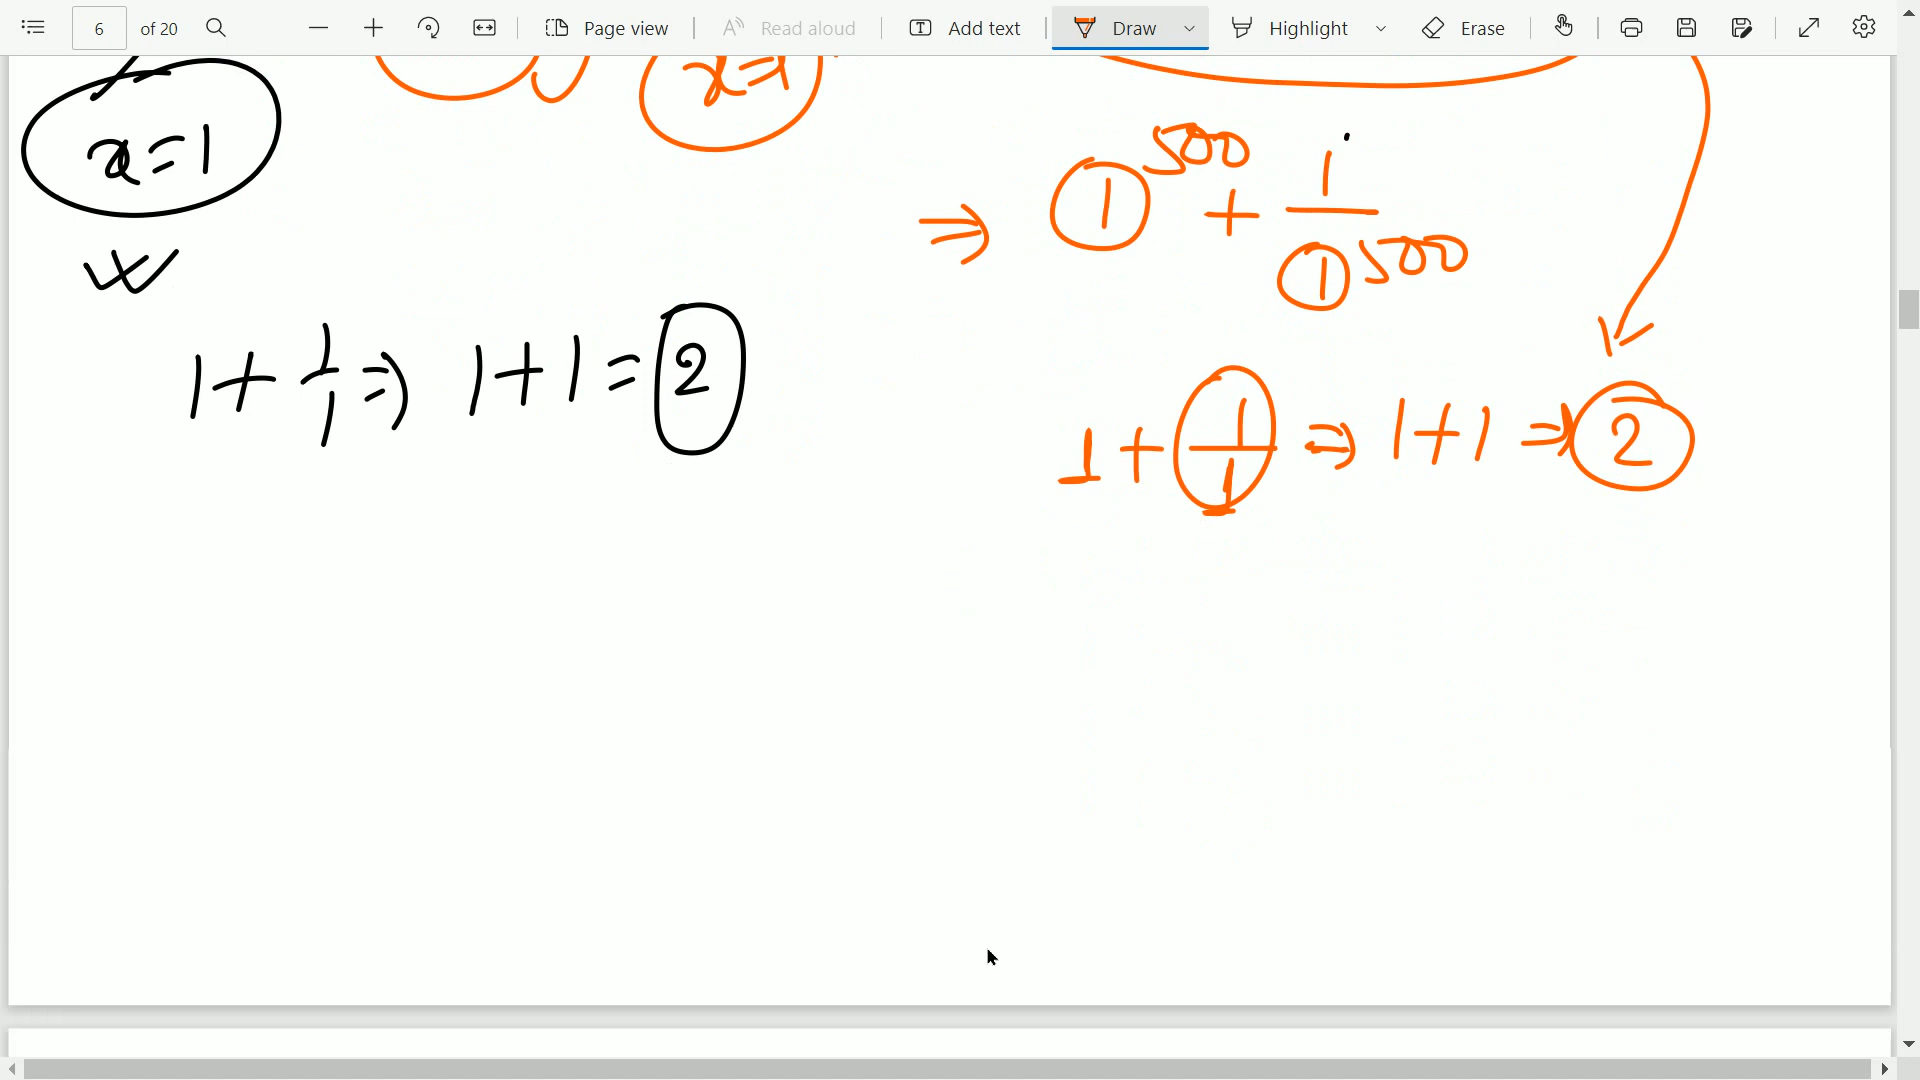 6 of 20 Page view Read aloud Add text Draw Highlight Erase
x=1
x=1
⇒ 1^500 + 1/1^500
1+1/1 ⇒ 1+1=2
1+1/1 ⇒ 1+1 ⇒ 2